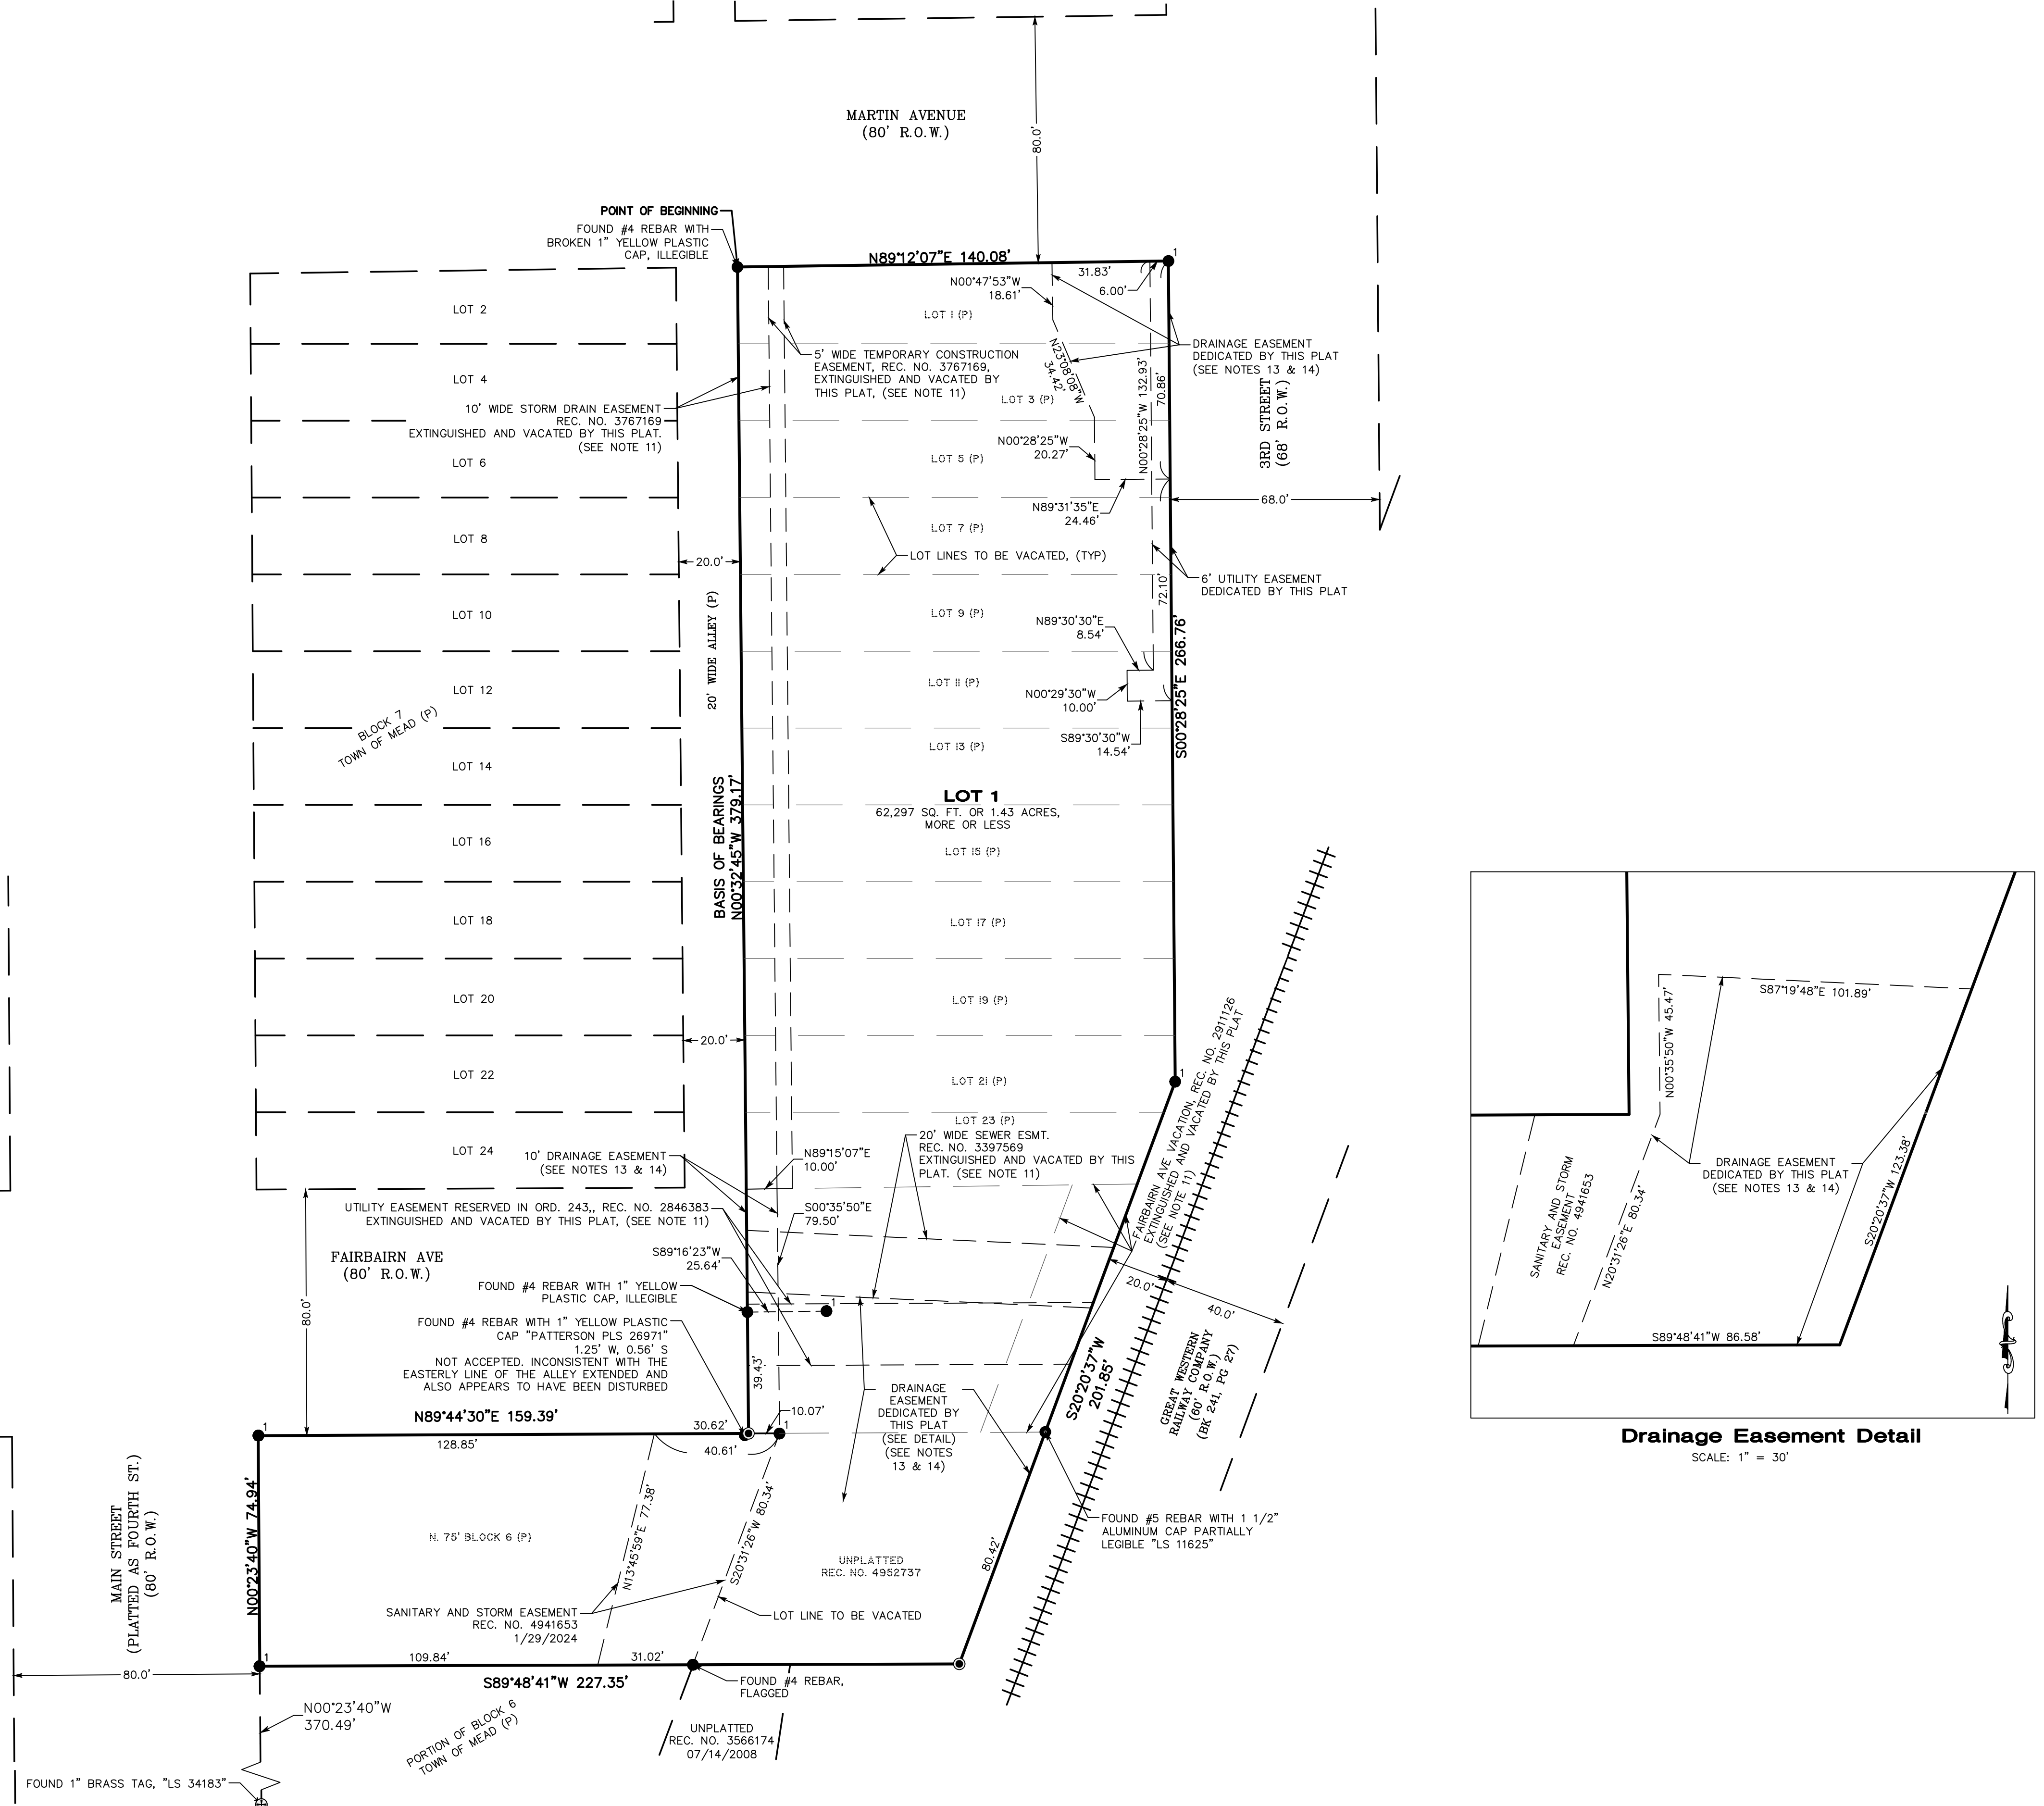 MARTIN AVENUE
(80' R.O.W.)
80.0'
POINT OF BEGINNING
FOUND #4 REBAR WITH
BROKEN 1" YELLOW PLASTIC
CAP, ILLEGIBLE
N89°12'07"E 140.08'
1
31.83'
6.00'
N00°47'53"W
18.61'
LOT 1 (P)
LOT 2
LOT 4
LOT 6
LOT 8
LOT 10
LOT 12
LOT 14
LOT 16
LOT 18
LOT 20
LOT 22
LOT 24
BLOCK 7
TOWN OF MEAD (P)
5' WIDE TEMPORARY CONSTRUCTION
EASEMENT, REC. NO. 3767169,
EXTINGUISHED AND VACATED BY
THIS PLAT, (SEE NOTE 11)
10' WIDE STORM DRAIN EASEMENT
REC. NO. 3767169
EXTINGUISHED AND VACATED BY THIS PLAT.
(SEE NOTE 11)
N23°08'08"W
34.42'
N00°28'25"W 132.93'
70.86'
DRAINAGE EASEMENT
DEDICATED BY THIS PLAT
(SEE NOTES 13 & 14)
3RD STREET
(68' R.O.W.)
LOT 3 (P)
N00°28'25"W
20.27'
LOT 5 (P)
N89°31'35"E
24.46'
68.0'
LOT 7 (P)
LOT LINES TO BE VACATED, (TYP)
20.0'
20' WIDE ALLEY (P)
6' UTILITY EASEMENT
DEDICATED BY THIS PLAT
72.10'
LOT 9 (P)
N89°30'30"E
8.54'
S00°28'25"E 266.76'
LOT 11 (P)
N00°29'30"W
10.00'
S89°30'30"W
14.54'
LOT 13 (P)
BASIS OF BEARINGS
N00°32'45"W 379.17'
LOT 1
62,297 SQ. FT. OR 1.43 ACRES,
MORE OR LESS
LOT 15 (P)
LOT 17 (P)
LOT 19 (P)
20.0'
LOT 21 (P)
1
LOT 23 (P)
20' WIDE SEWER ESMT.
REC. NO. 3397569
EXTINGUISHED AND VACATED BY THIS
PLAT. (SEE NOTE 11)
FAIRBAIRN AVE VACATION, REC. NO. 2911126
EXTINGUISHED AND VACATED BY THIS PLAT
(SEE NOTE 11)
10' DRAINAGE EASEMENT
(SEE NOTES 13 & 14)
N89°15'07"E
10.00'
UTILITY EASEMENT RESERVED IN ORD. 243,, REC. NO. 2846383
EXTINGUISHED AND VACATED BY THIS PLAT, (SEE NOTE 11)
S00°35'50"E
79.50'
FAIRBAIRN AVE
(80' R.O.W.)
80.0'
S89°16'23"W
25.64'
FOUND #4 REBAR WITH 1" YELLOW
PLASTIC CAP, ILLEGIBLE
1
FOUND #4 REBAR WITH 1" YELLOW PLASTIC
CAP "PATTERSON PLS 26971"
1.25' W, 0.56' S
NOT ACCEPTED. INCONSISTENT WITH THE
EASTERLY LINE OF THE ALLEY EXTENDED AND
ALSO APPEARS TO HAVE BEEN DISTURBED
39.43'
20.0'
40.0'
GREAT WESTERN
RAILWAY COMPANY
(60' R.O.W.)
(BK 241, PG 27)
S20°20'37"W
201.85'
DRAINAGE
EASEMENT
DEDICATED BY
THIS PLAT
(SEE DETAIL)
(SEE NOTES
13 & 14)
N89°44'30"E 159.39'
1
128.85'
30.62'
10.07'
1
40.61'
MAIN STREET
(PLATTED AS FOURTH ST.)
(80' R.O.W.)
N00°23'40"W 74.94'
N. 75' BLOCK 6 (P)
N13°45'59"E 77.38'
S20°31'26"W 80.34'
UNPLATTED
REC. NO. 4952737
80.42'
FOUND #5 REBAR WITH 1 1/2"
ALUMINUM CAP PARTIALLY
LEGIBLE "LS 11625"
SANITARY AND STORM EASEMENT
REC. NO. 4941653
1/29/2024
LOT LINE TO BE VACATED
1
80.0'
109.84'
31.02'
S89°48'41"W 227.35'
FOUND #4 REBAR,
FLAGGED
N00°23'40"W
370.49'
PORTION OF BLOCK 6
TOWN OF MEAD (P)
UNPLATTED
REC. NO. 3566174
07/14/2008
FOUND 1" BRASS TAG, "LS 34183"
S87°19'48"E 101.89'
N00°35'50"W 45.47'
DRAINAGE EASEMENT
DEDICATED BY THIS PLAT
(SEE NOTES 13 & 14)
SANITARY AND STORM
EASEMENT
REC. NO. 4941653
N20°31'26"E 80.34'
S20°20'37"W 123.38'
S89°48'41"W 86.58'
Drainage Easement Detail
SCALE: 1" = 30'